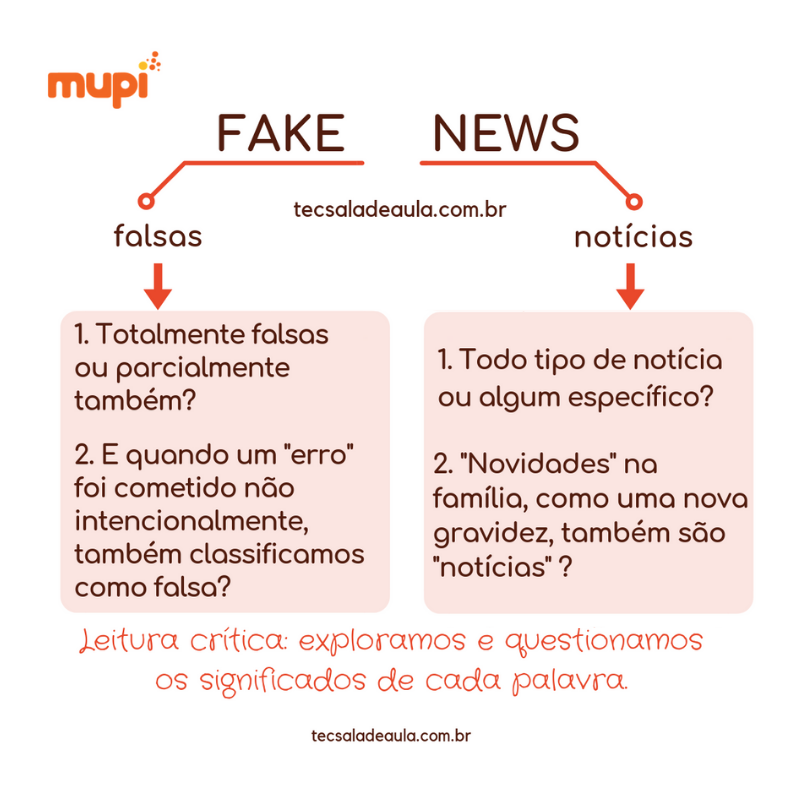 mupi
FAKE NEWS
tecsaladeaula.com.br
falsas
notícias
1. Totalmente falsas
ou parcialmente
também?
2. E quando um "erro"
foi cometido não
intencionalmente,
também classificamos
como falsa?
1. Todo tipo de notícia
ou algum específico?
2. "Novidades" na
família, como uma nova
gravidez, também são
"notícias" ?
Leitura crítica: exploramos e questionamos
os significados de cada palavra.
tecsaladeaula.com.br